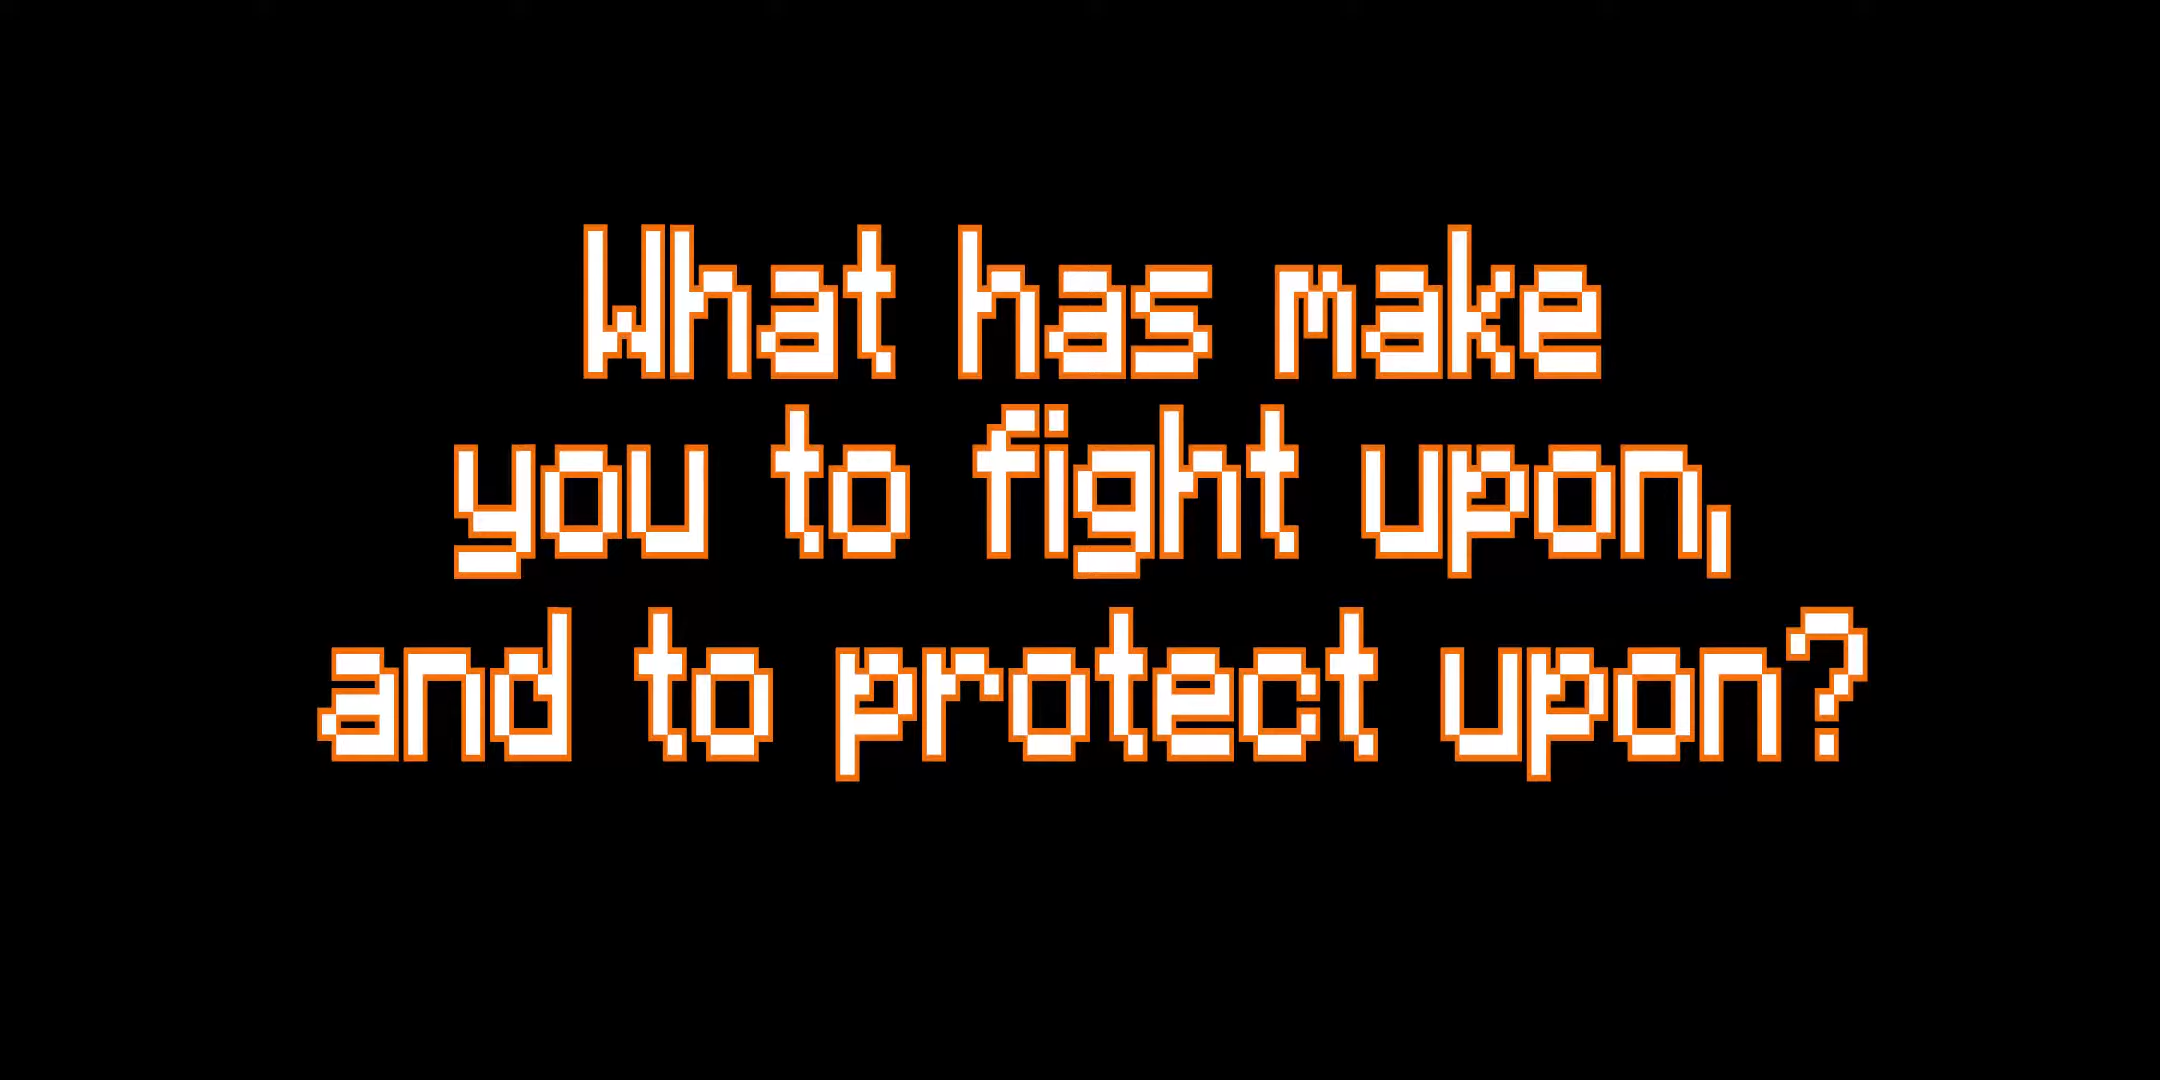 What has make
you to fight upon,
and to protect upon?